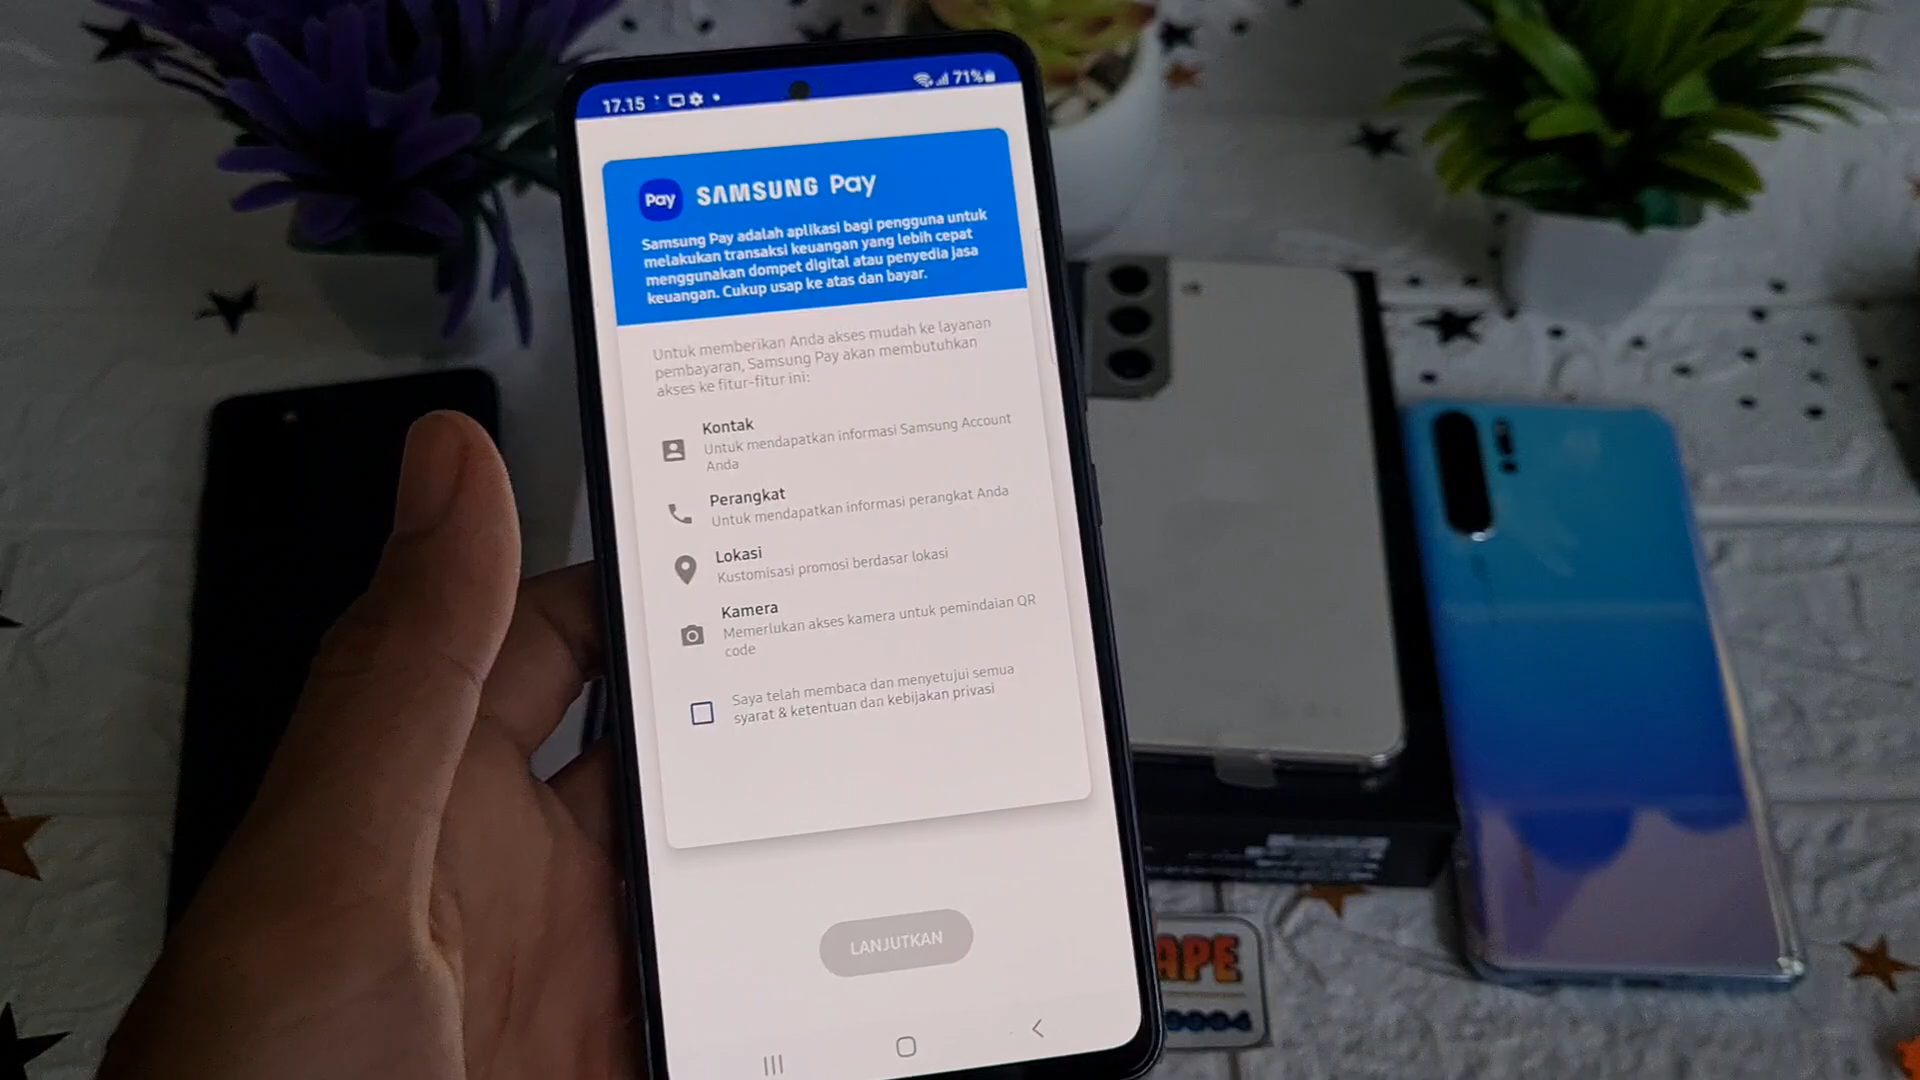 17.15
71%
Pay SAMSUNG Pay
Samsung Pay adalah aplikasi bagi pengguna untuk
melakukan transaksi keuangan yang lebih cepat
menggunakan dompet digital atau penyedia jasa
keuangan. Cukup usap ke atas dan bayar.
Untuk memberikan Anda akses mudah ke layanan
pembayaran, Samsung Pay akan membutuhkan
akses ke fitur-fitur ini:
Kontak
Untuk mendapatkan informasi Samsung Account
Anda
Perangkat
Untuk mendapatkan informasi perangkat Anda
Lokasi
Kustomisasi promosi berdasar lokasi
Kamera
Memerlukan akses kamera untuk pemindaian QR
code
Saya telah membaca dan menyetujui semua
syarat & ketentuan dan kebijakan privasi
LANJUTKAN